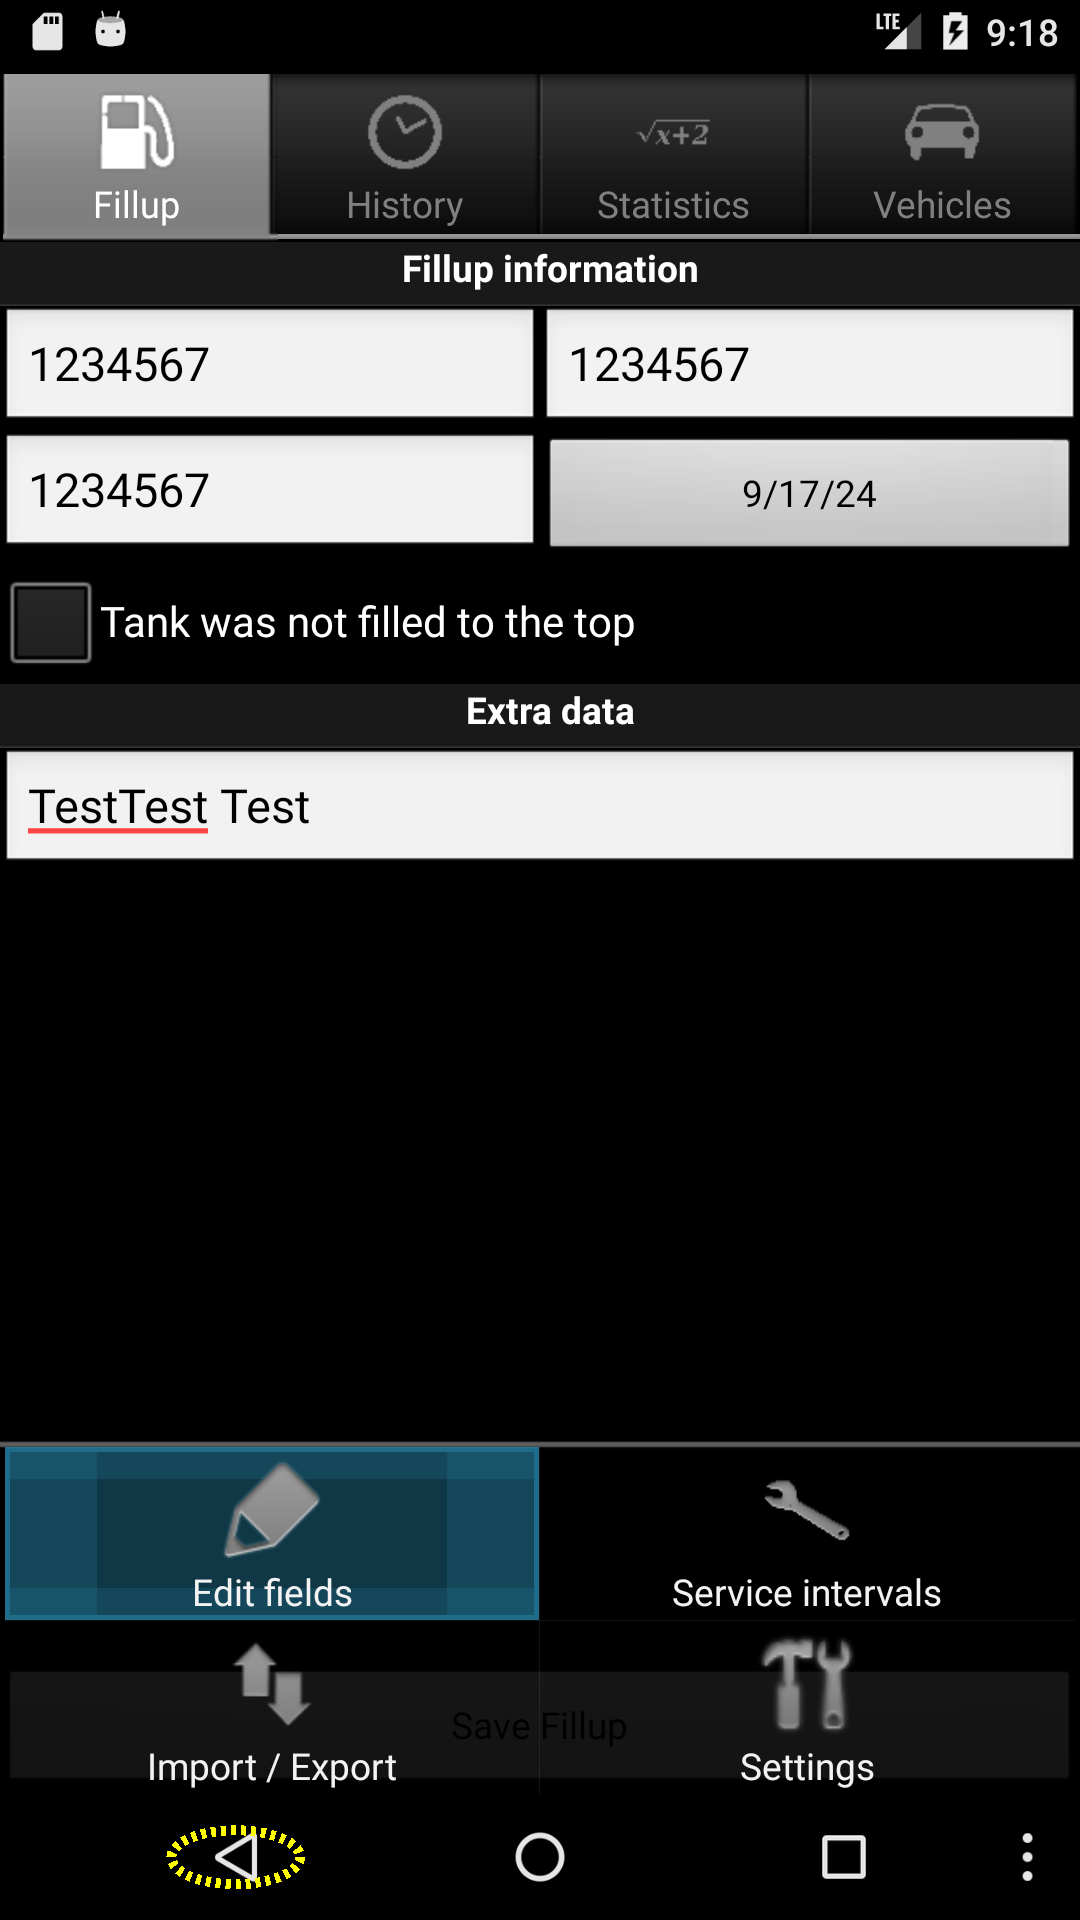 LTE 9:18
Fillup History √x+2 Statistics Vehicles
Fillup information
1234567 1234567
1234567 9/17/24
Tank was not filled to the top
Extra data
TestTest Test
Edit fields Service intervals
Save Fillup
Import / Export Settings